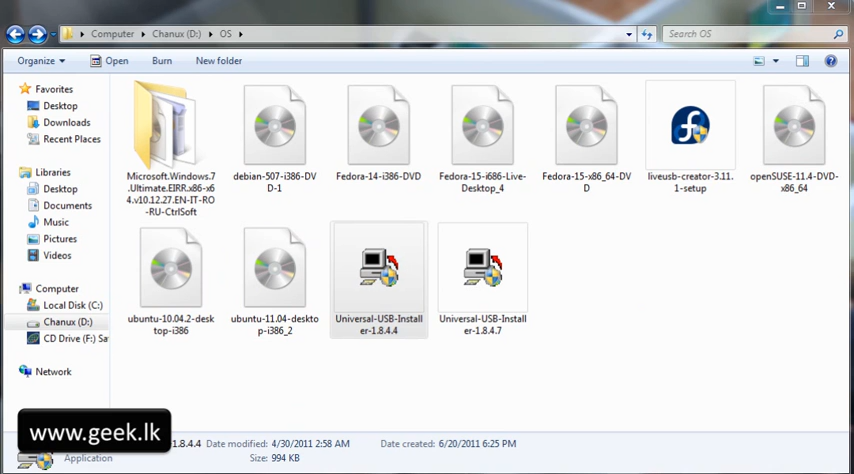 Computer ▸ Chanux (D:) ▸ OS ▸
Search OS
Organize Open Burn New folder
Favorites
Desktop
Downloads
Recent Places
Libraries
Desktop
Documents
Music
Pictures
Videos
Computer
Local Disk (C:)
Chanux (D:)
CD Drive (F:) Sa
Network
Microsoft.Windows.7
.Ultimate.EIRR.x86-x6
4.v10.12.27.EN-IT-RO
-RU-CtrlSoft
debian-507-i386-DV
D-1
Fedora-14-i386-DVD
Fedora-15-i686-Live-
Desktop_4
Fedora-15-x86_64-DV
D
liveusb-creator-3.11.
1-setup
openSUSE-11.4-DVD-
x86_64
ubuntu-10.04.2-desk
top-i386
ubuntu-11.04-deskto
p-i386_2
Universal-USB-Install
er-1.8.4.4
Universal-USB-Install
er-1.8.4.7
www.geek.lk
.1.8.4.4 Date modified: 4/30/2011 2:58 AM Date created: 6/20/2011 6:25 PM
Application Size: 994 KB